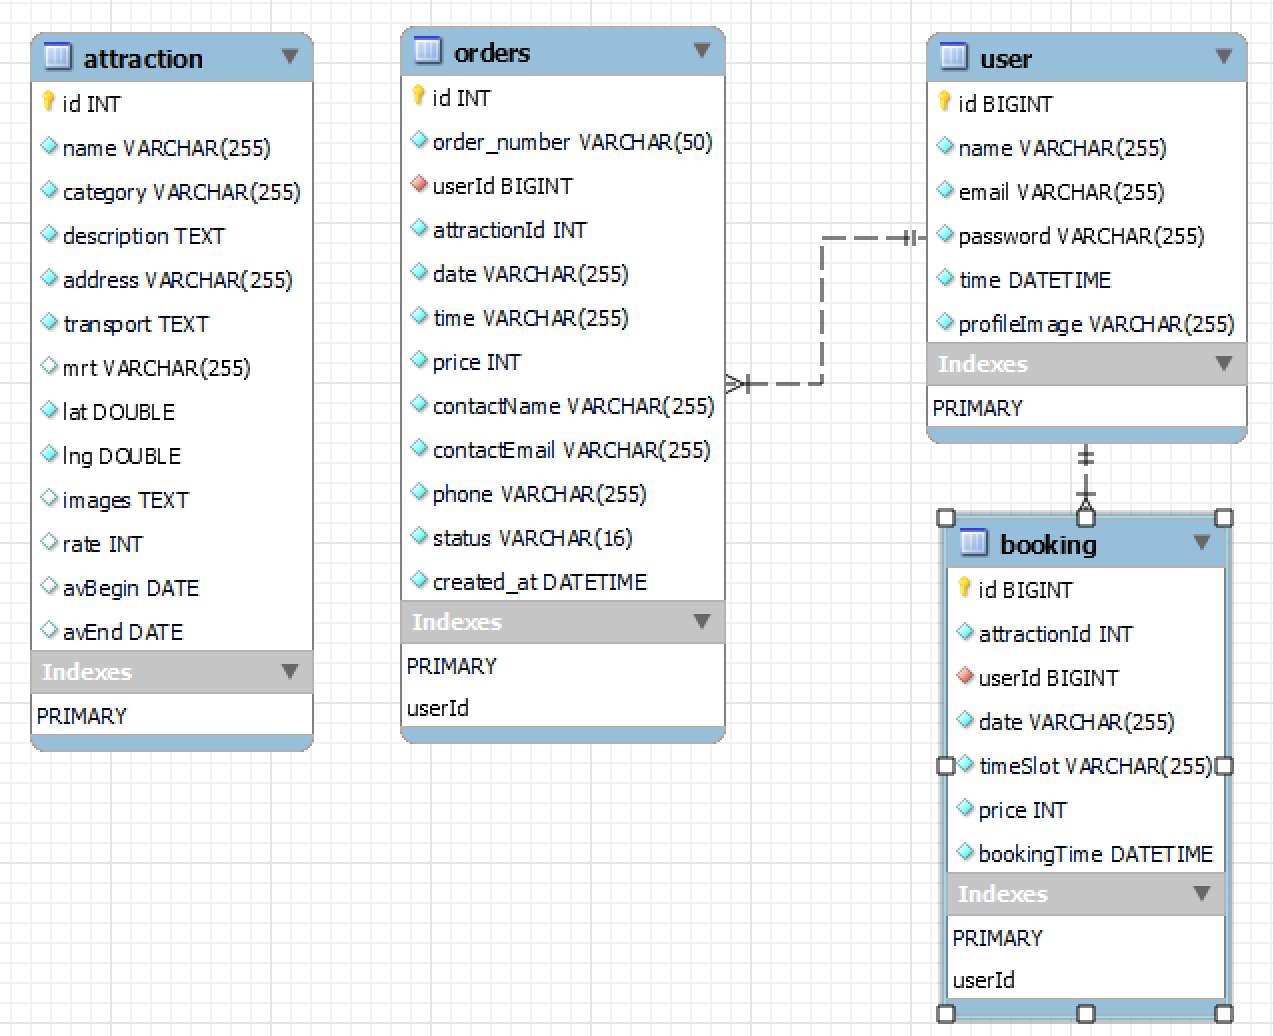 attraction
id INT
name VARCHAR(255)
category VARCHAR(255)
description TEXT
address VARCHAR(255)
transport TEXT
mrt VARCHAR(255)
lat DOUBLE
lng DOUBLE
images TEXT
rate INT
avBegin DATE
avEnd DATE
Indexes
PRIMARY
orders
id INT
order_number VARCHAR(50)
userId BIGINT
attractionId INT
date VARCHAR(255)
time VARCHAR(255)
price INT
contactName VARCHAR(255)
contactEmail VARCHAR(255)
phone VARCHAR(255)
status VARCHAR(16)
created_at DATETIME
Indexes
PRIMARY
userId
user
id BIGINT
name VARCHAR(255)
email VARCHAR(255)
password VARCHAR(255)
time DATETIME
profileImage VARCHAR(255)
Indexes
PRIMARY
booking
id BIGINT
attractionId INT
userId BIGINT
date VARCHAR(255)
timeSlot VARCHAR(255)
price INT
bookingTime DATETIME
Indexes
PRIMARY
userId